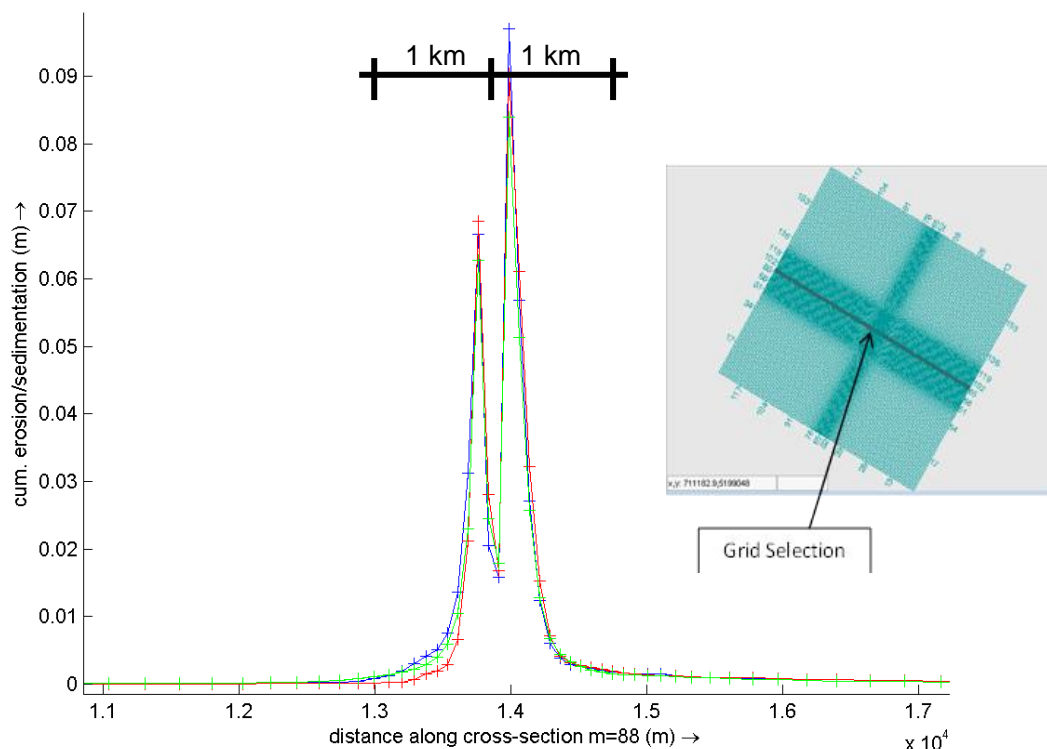 1 km 1 km
0.09
0.08
0.07
0.06
0.05
0.04
0.03
0.02
0.01
0
cum. erosion/sedimentation (m) →
1.1 1.2 1.3 1.4 1.5 1.6 1.7
x 10⁴
distance along cross-section m=88 (m) →
x,y: 711182.9,5199048
Grid Selection